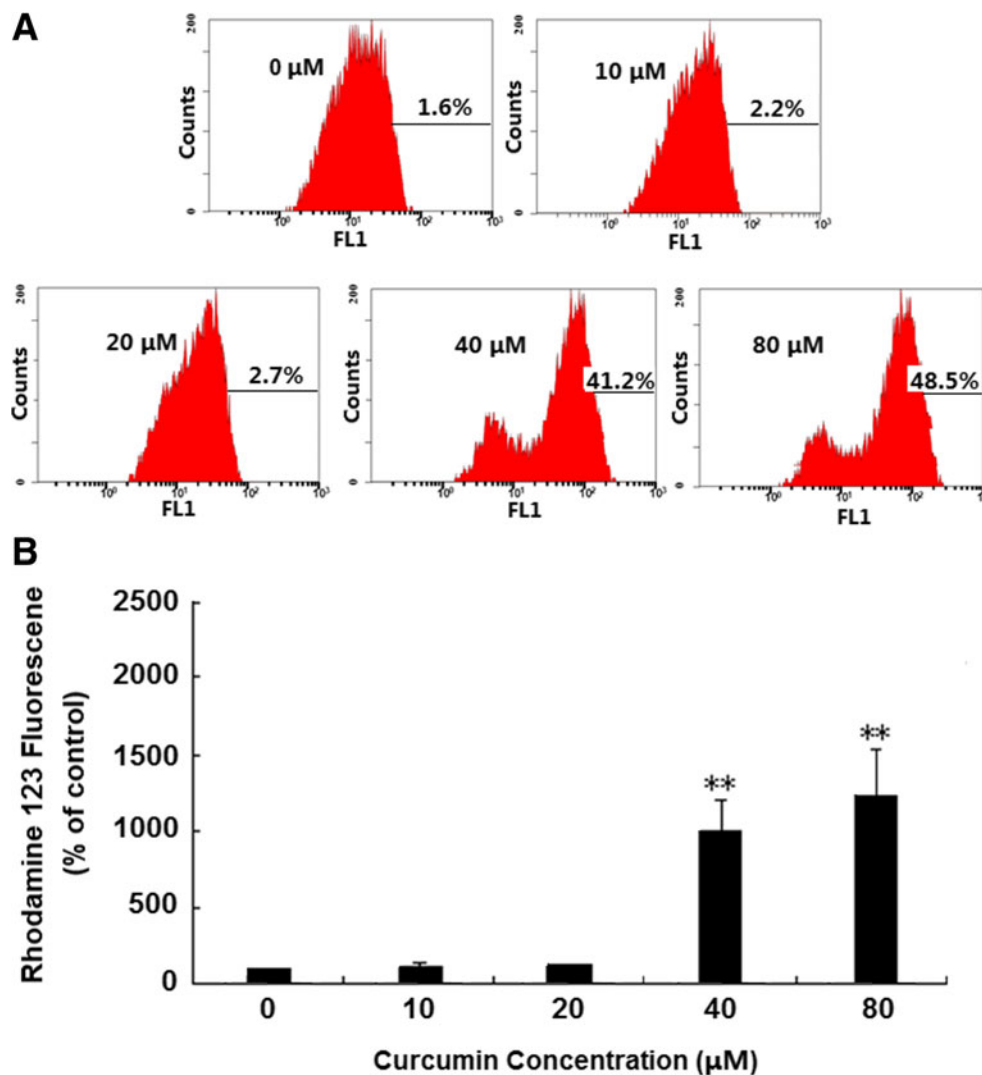 A
200
Counts
0
0 µM
1.6%
10⁰ 10¹ 10² 10³
FL1
200
Counts
0
10 µM
2.2%
10⁰ 10¹ 10² 10³
FL1
200
Counts
0
20 µM
2.7%
10⁰ 10¹ 10² 10³
FL1
200
Counts
0
40 µM
41.2%
10⁰ 10¹ 10² 10³
FL1
200
Counts
0
80 µM
48.5%
10⁰ 10¹ 10² 10
FL1
B
Rhodamine 123 Fluorescene
(% of control)
2500
2000
1500
1000
500
0
**
**
0 10 20 40 80
Curcumin Concentration (µM)